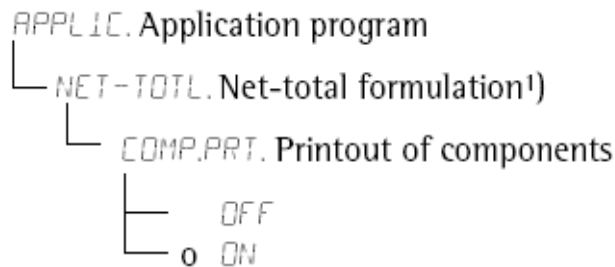 APPLIC. Application program
NET-TOTL. Net-total formulation¹)
COMP.PRT. Printout of components
OFF
o ON